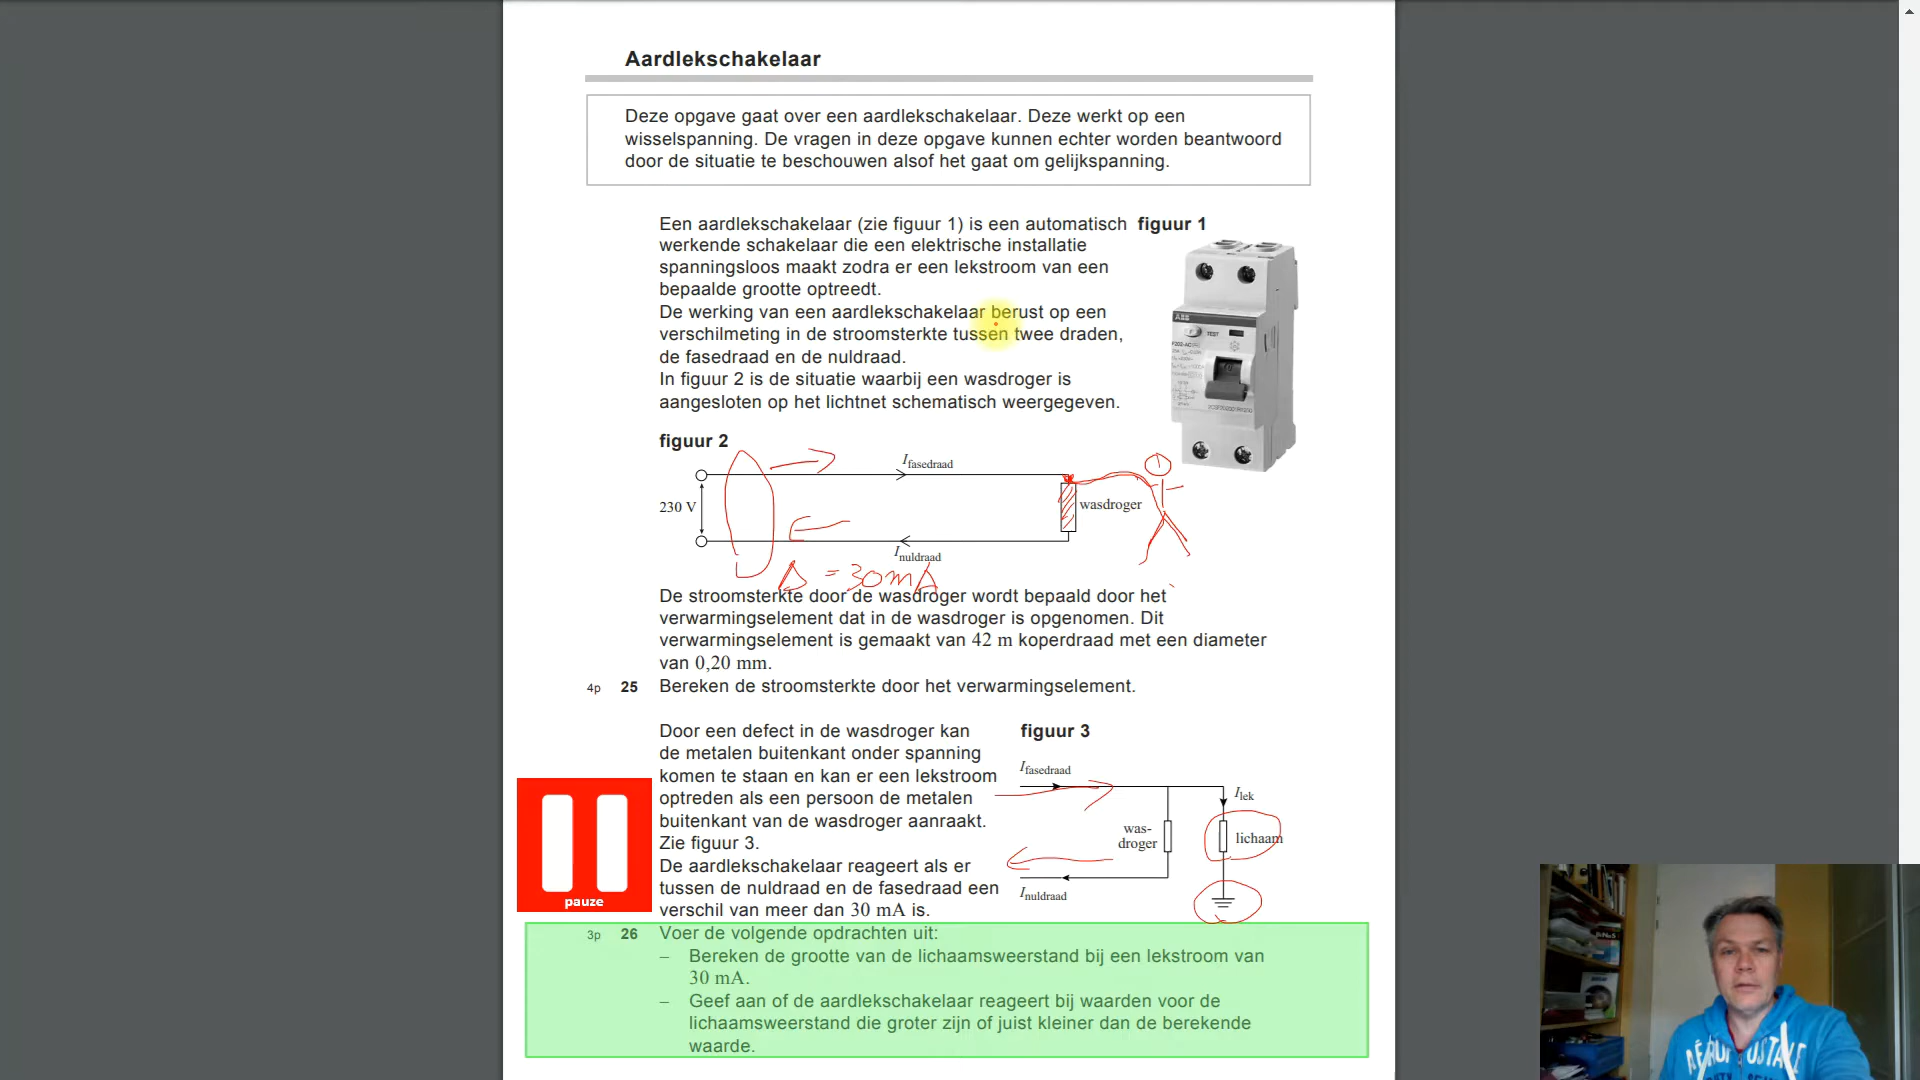 Aardlekschakelaar
Deze opgave gaat over een aardlekschakelaar. Deze werkt op een
wisselspanning. De vragen in deze opgave kunnen echter worden beantwoord
door de situatie te beschouwen alsof het gaat om gelijkspanning.
Een aardlekschakelaar (zie figuur 1) is een automatisch
werkende schakelaar die een elektrische installatie
spanningsloos maakt zodra er een lekstroom van een
bepaalde grootte optreedt.
De werking van een aardlekschakelaar berust op een
verschilmeting in de stroomsterkte tussen twee draden,
de fasedraad en de nuldraad.
In figuur 2 is de situatie waarbij een wasdroger is
aangesloten op het lichtnet schematisch weergegeven.
figuur 1
ABB
TEST
figuur 2
I fasedraad
230 V
wasdroger
I nuldraad
Δ = 30 mA
De stroomsterkte door de wasdroger wordt bepaald door het
verwarmingselement dat in de wasdroger is opgenomen. Dit
verwarmingselement is gemaakt van 42 m koperdraad met een diameter
van 0,20 mm.
4p 25 Bereken de stroomsterkte door het verwarmingselement.
Door een defect in de wasdroger kan
de metalen buitenkant onder spanning
komen te staan en kan er een lekstroom
optreden als een persoon de metalen
buitenkant van de wasdroger aanraakt.
Zie figuur 3.
De aardlekschakelaar reageert als er
tussen de nuldraad en de fasedraad een
verschil van meer dan 30 mA is.
figuur 3
I fasedraad
I lek
was-
droger
lichaam
I nuldraad
pauze
3p 26 Voer de volgende opdrachten uit:
– Bereken de grootte van de lichaamsweerstand bij een lekstroom van
30 mA.
– Geef aan of de aardlekschakelaar reageert bij waarden voor de
lichaamsweerstand die groter zijn of juist kleiner dan de berekende
waarde.